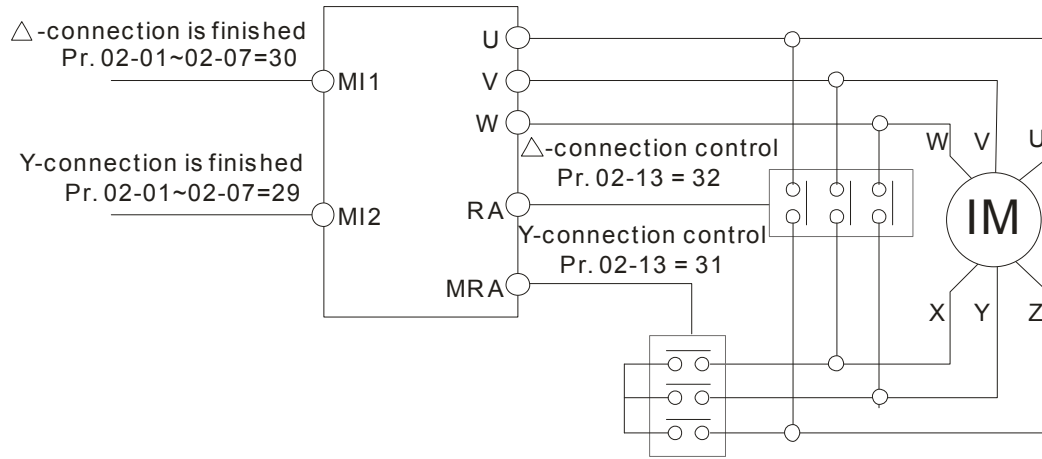 △-connection is finished
Pr. 02-01~02-07=30
MI1
Y-connection is finished
Pr. 02-01~02-07=29
MI2
U
V
W
△-connection control
Pr. 02-13 = 32
RA
Y-connection control
Pr. 02-13 = 31
MRA
W V U
IM
X Y Z